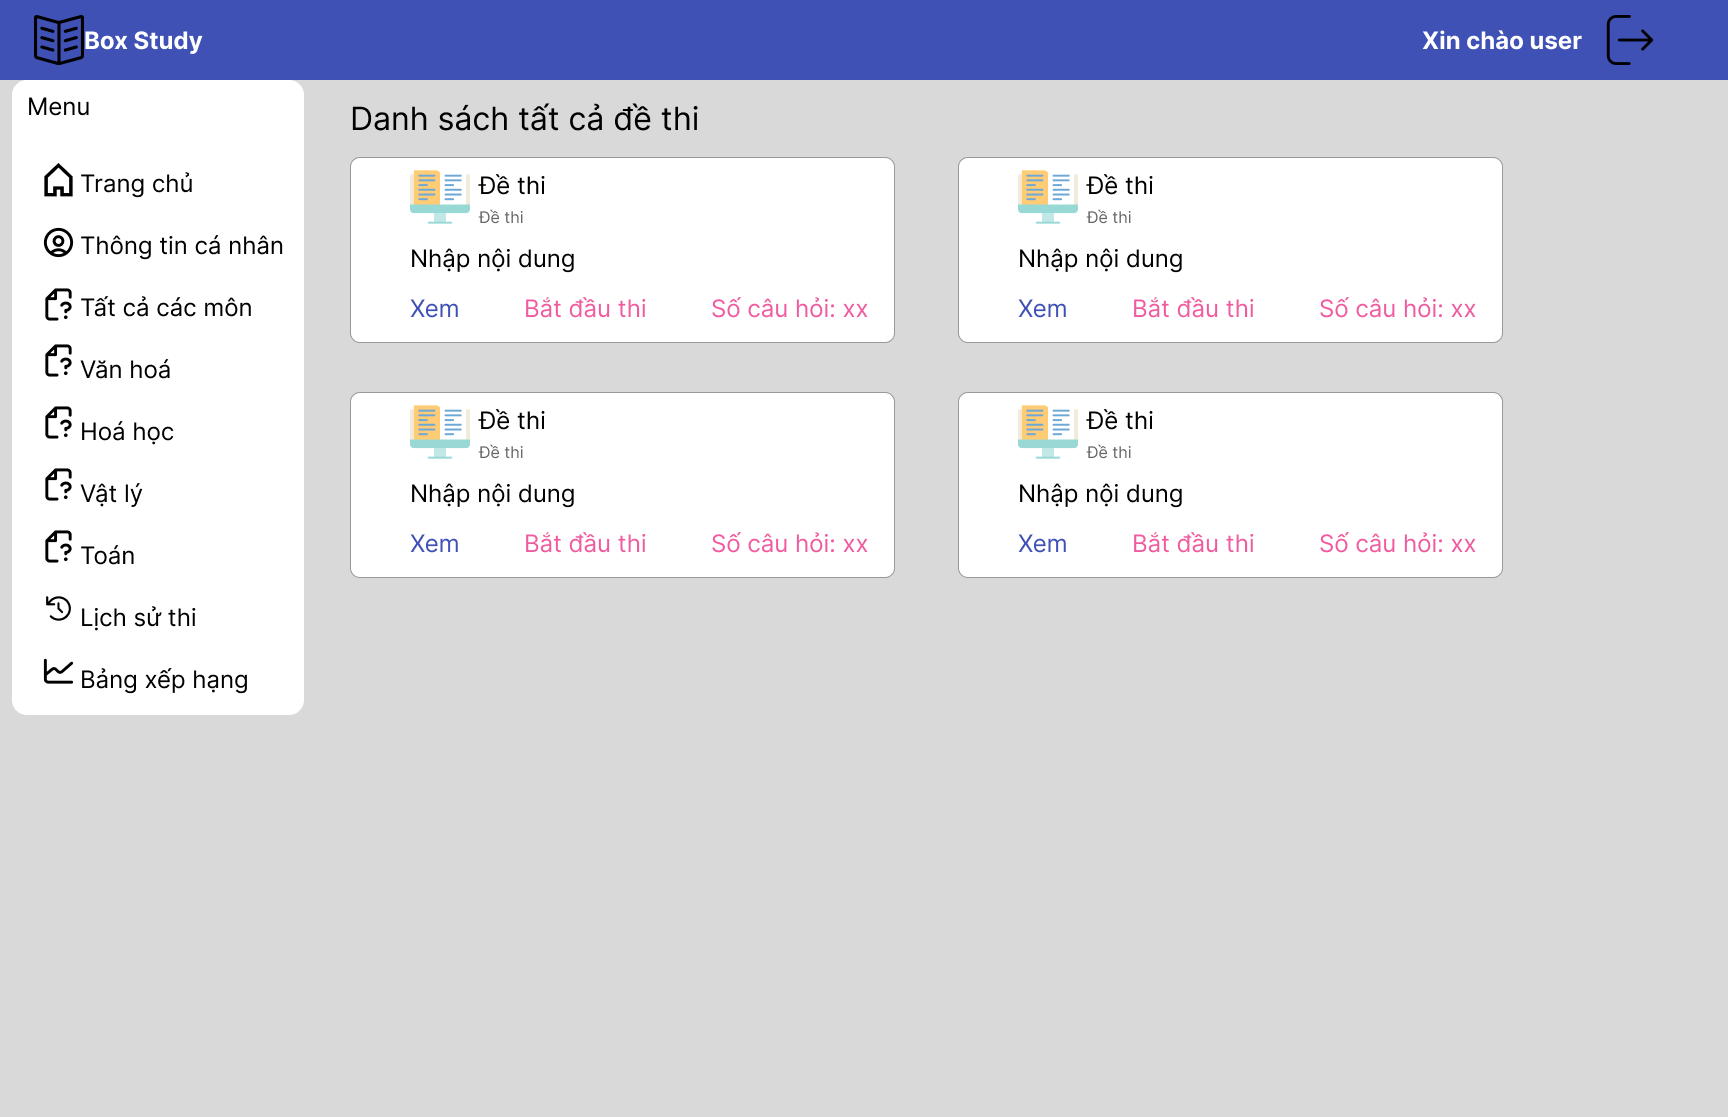 Box Study
Xin chào user
Menu
Trang chủ
Thông tin cá nhân
Tất cả các môn
Văn hoá
Hoá học
Vật lý
Toán
Lịch sử thi
Bảng xếp hạng
Danh sách tất cả đề thi
Đề thi
Đề thi
Nhập nội dung
Xem Bắt đầu thi Số câu hỏi: xx
Đề thi
Đề thi
Nhập nội dung
Xem Bắt đầu thi Số câu hỏi: xx
Đề thi
Đề thi
Nhập nội dung
Xem Bắt đầu thi Số câu hỏi: xx
Đề thi
Đề thi
Nhập nội dung
Xem Bắt đầu thi Số câu hỏi: xx